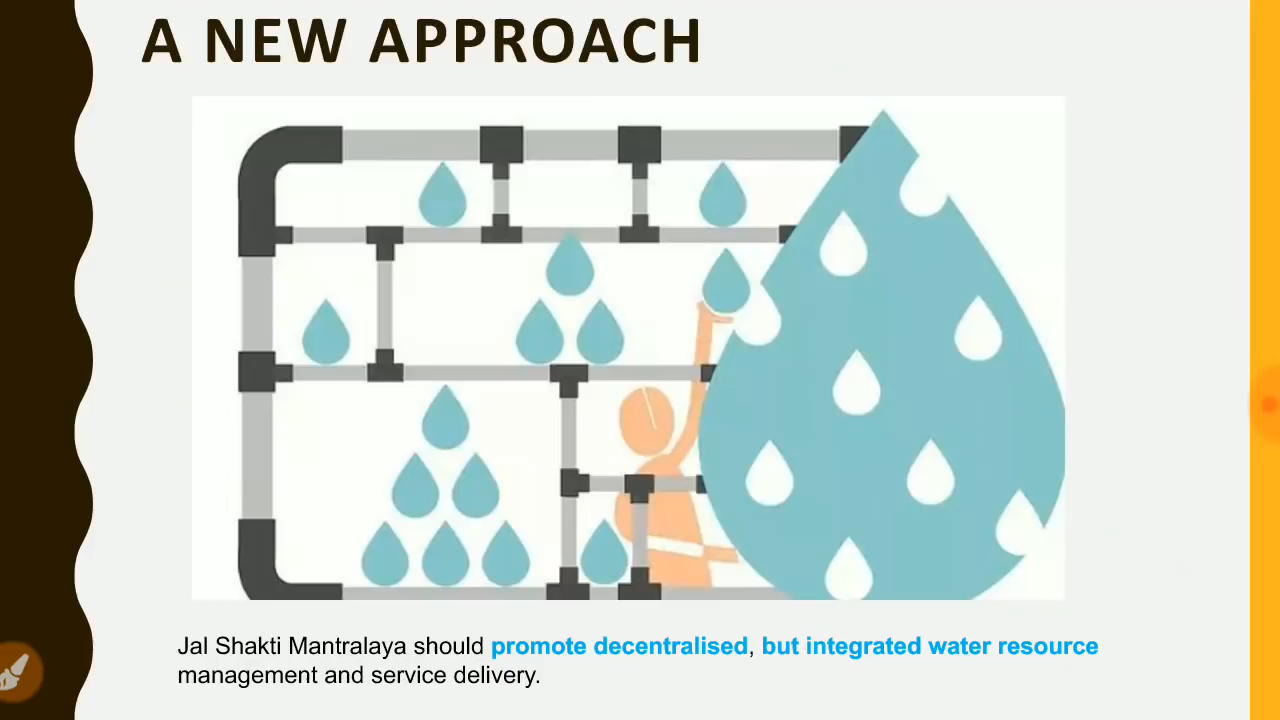 A NEW APPROACH
Jal Shakti Mantralaya should promote decentralised, but integrated water resource
management and service delivery.